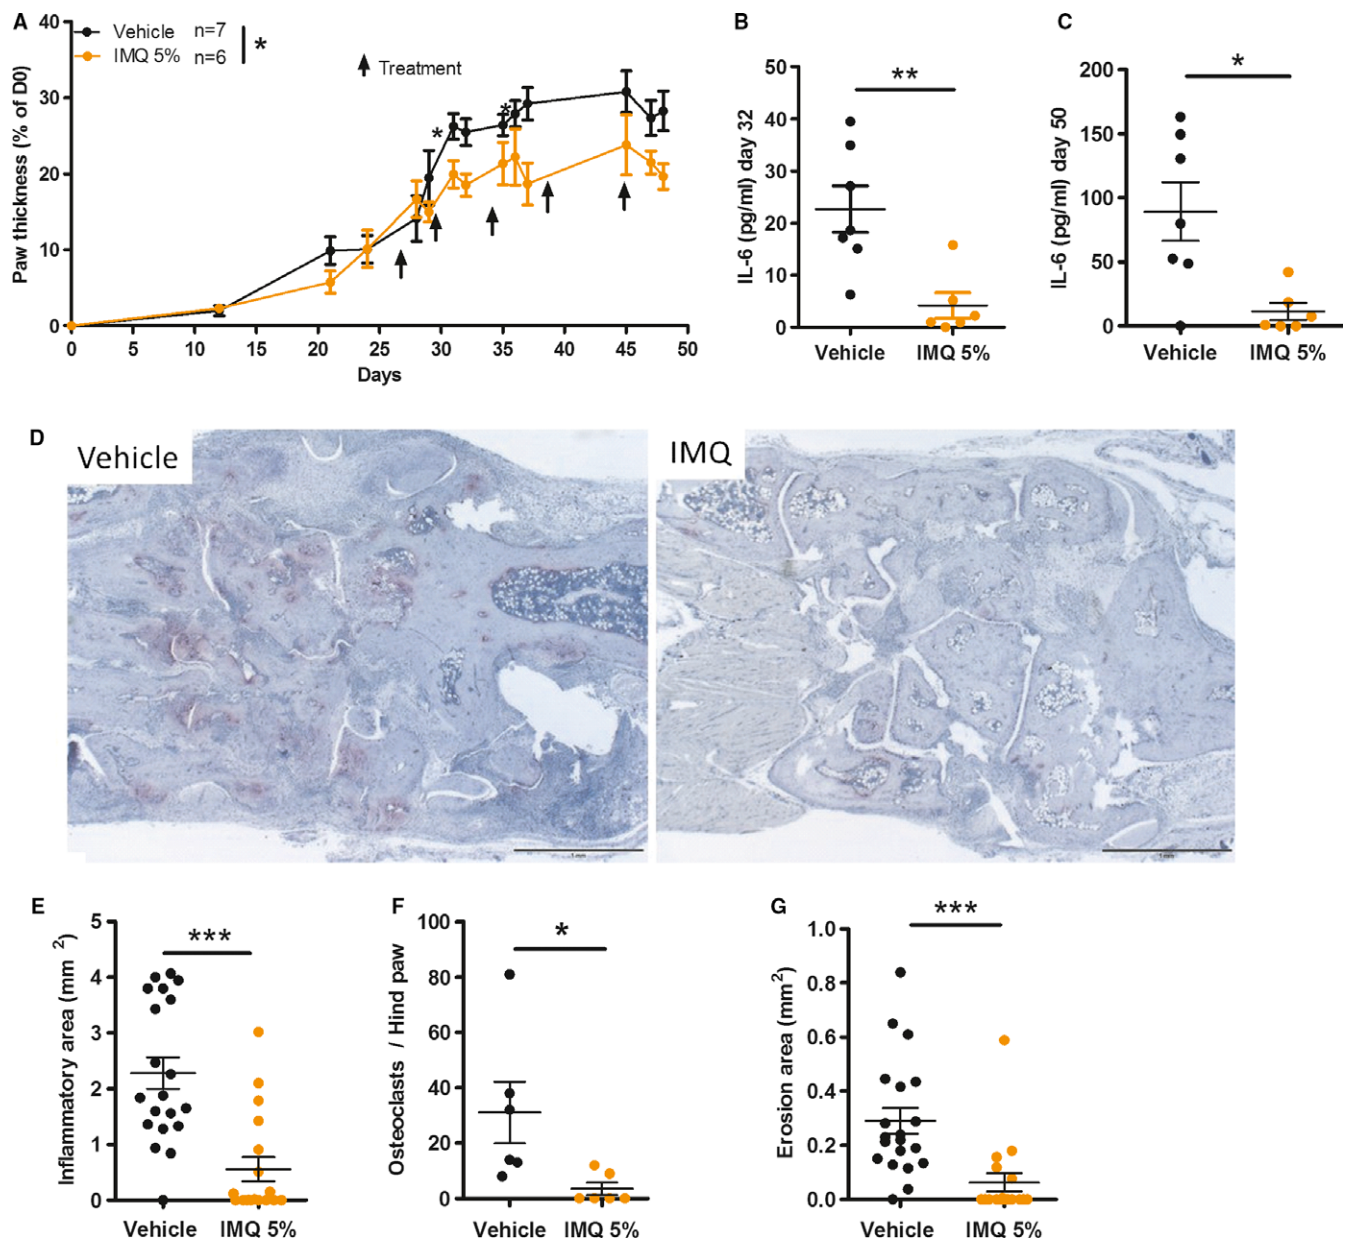 A
Paw thickness (% of D0)
40
30
20
10
0
Vehicle n=7
IMQ 5% n=6
*
Treatment
*
*
0 5 10 15 20 25 30 35 40 45 50
Days
B
IL-6 (pg/ml) day 32
50
40
30
20
10
0
**
Vehicle IMQ 5%
C
IL-6 (pg/ml) day 50
200
150
100
50
0
*
Vehicle IMQ 5%
D
Vehicle
1 mm
IMQ
1 mm
E
Inflammatory area (mm 2)
5
4
3
2
1
0
***
Vehicle IMQ 5%
F
Osteoclasts / Hind paw
100
80
60
40
20
0
*
Vehicle IMQ 5%
G
Erosion area (mm2)
1.0
0.8
0.6
0.4
0.2
0.0
***
Vehicle IMQ 5%